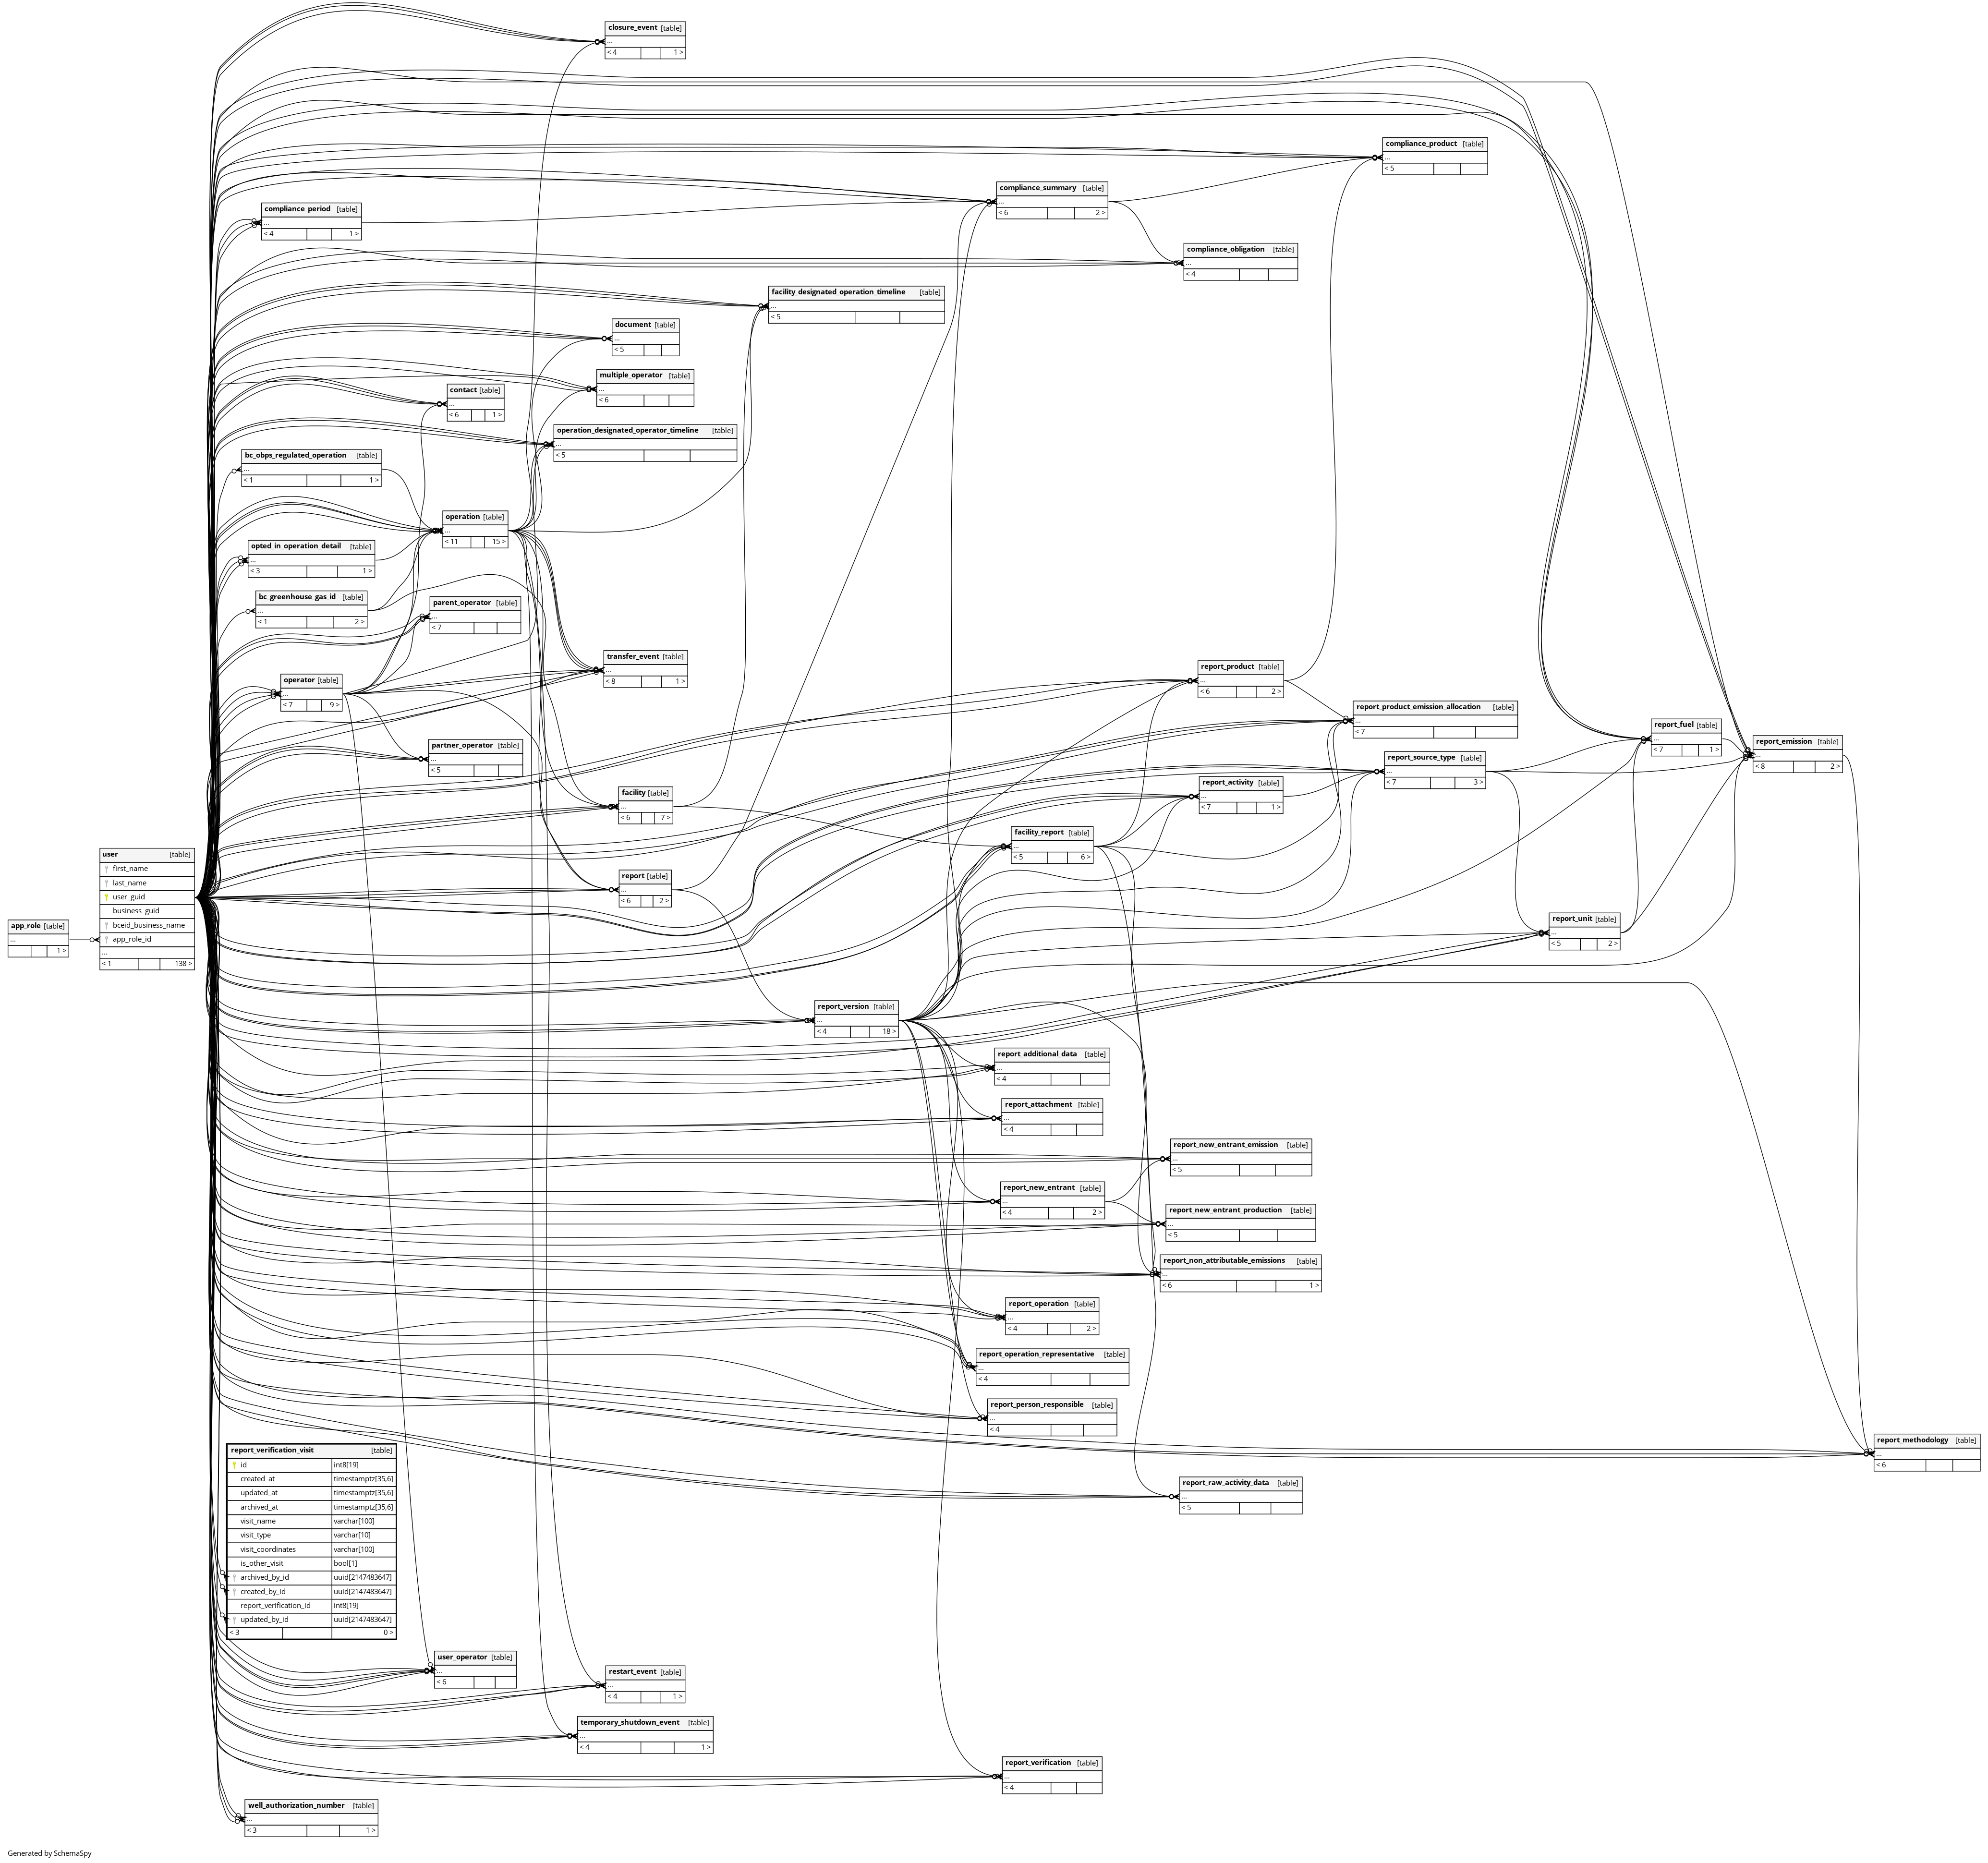 closure_event [table]
...
< 4 1 >
compliance_product [table]
...
< 5
compliance_summary [table]
...
< 6 2 >
compliance_period [table]
...
< 4 1 >
compliance_obligation [table]
...
< 4
facility_designated_operation_timeline [table]
...
< 5
document [table]
...
< 5
multiple_operator [table]
...
< 6
contact [table]
...
< 6 1 >
operation_designated_operator_timeline [table]
...
< 5
bc_obps_regulated_operation [table]
...
< 1 1 >
operation [table]
...
< 11 15 >
opted_in_operation_detail [table]
...
< 3 1 >
bc_greenhouse_gas_id [table]
...
< 1 2 >
parent_operator [table]
...
< 7
transfer_event [table]
...
< 8 1 >
report_product [table]
...
< 6 2 >
operator [table]
...
< 7 9 >
report_product_emission_allocation [table]
...
< 7
report_fuel [table]
...
< 7 1 >
report_emission [table]
...
< 8 2 >
partner_operator [table]
...
< 5
report_source_type [table]
...
< 7 3 >
report_activity [table]
...
< 7 1 >
facility [table]
...
< 6 7 >
facility_report [table]
...
< 5 6 >
user [table]
first_name
last_name
user_guid
business_guid
bceid_business_name
app_role_id
...
< 1 138 >
report [table]
...
< 6 2 >
app_role [table]
...
1 >
report_unit [table]
...
< 5 2 >
report_version [table]
...
< 4 18 >
report_additional_data [table]
...
< 4
report_attachment [table]
...
< 4
report_new_entrant_emission [table]
...
< 5
report_new_entrant [table]
...
< 4 2 >
report_new_entrant_production [table]
...
< 5
report_non_attributable_emissions [table]
...
< 6 1 >
report_operation [table]
...
< 4 2 >
report_operation_representative [table]
...
< 4
report_person_responsible [table]
...
< 4
report_methodology [table]
...
< 6
report_verification_visit [table]
id int8[19]
created_at timestamptz[35,6]
updated_at timestamptz[35,6]
archived_at timestamptz[35,6]
visit_name varchar[100]
visit_type varchar[10]
visit_coordinates varchar[100]
is_other_visit bool[1]
archived_by_id uuid[2147483647]
created_by_id uuid[2147483647]
report_verification_id int8[19]
updated_by_id uuid[2147483647]
< 3 0 >
report_raw_activity_data [table]
...
< 5
user_operator [table]
...
< 6
restart_event [table]
...
< 4 1 >
temporary_shutdown_event [table]
...
< 4 1 >
report_verification [table]
...
< 4
well_authorization_number [table]
...
< 3 1 >
Generated by SchemaSpy